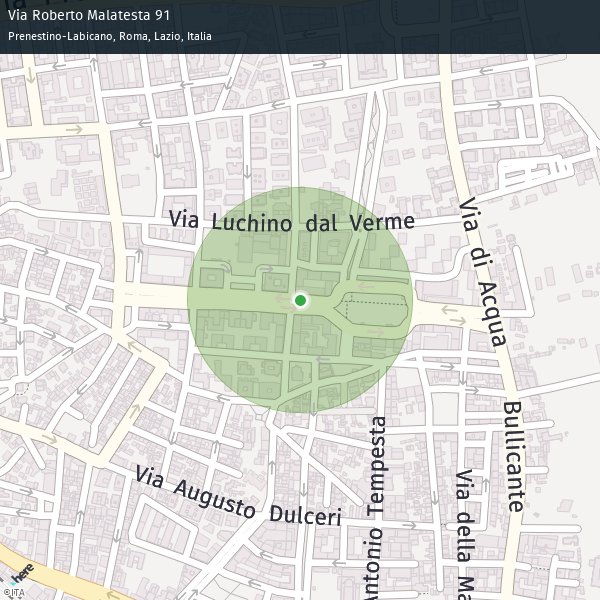 Via Roberto Malatesta 91
Prenestino-Labicano, Roma, Lazio, Italia
Via Luchino dal Verme
Via di Acqua
Bullicante
Antonio Tempesta
Via Augusto Dulceri
Via della Ma
here